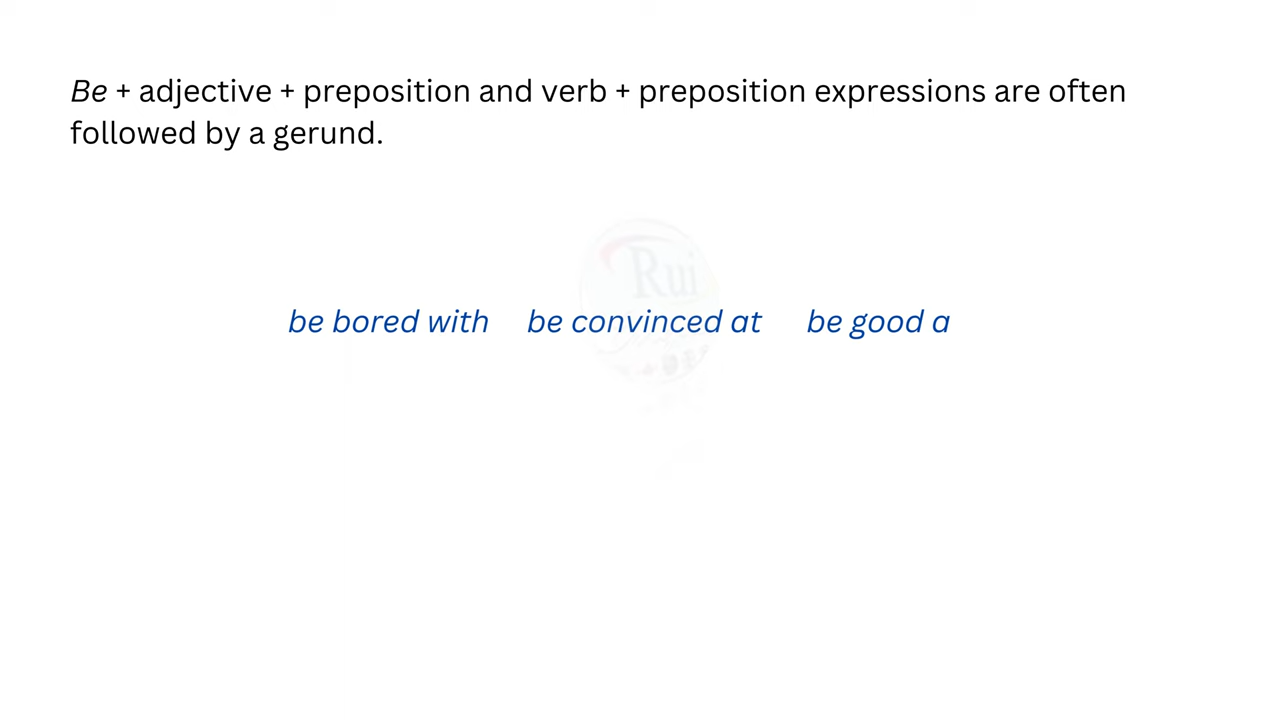 Be + adjective + preposition and verb + preposition expressions are often
followed by a gerund.
Rui
be bored with be convinced at be good a